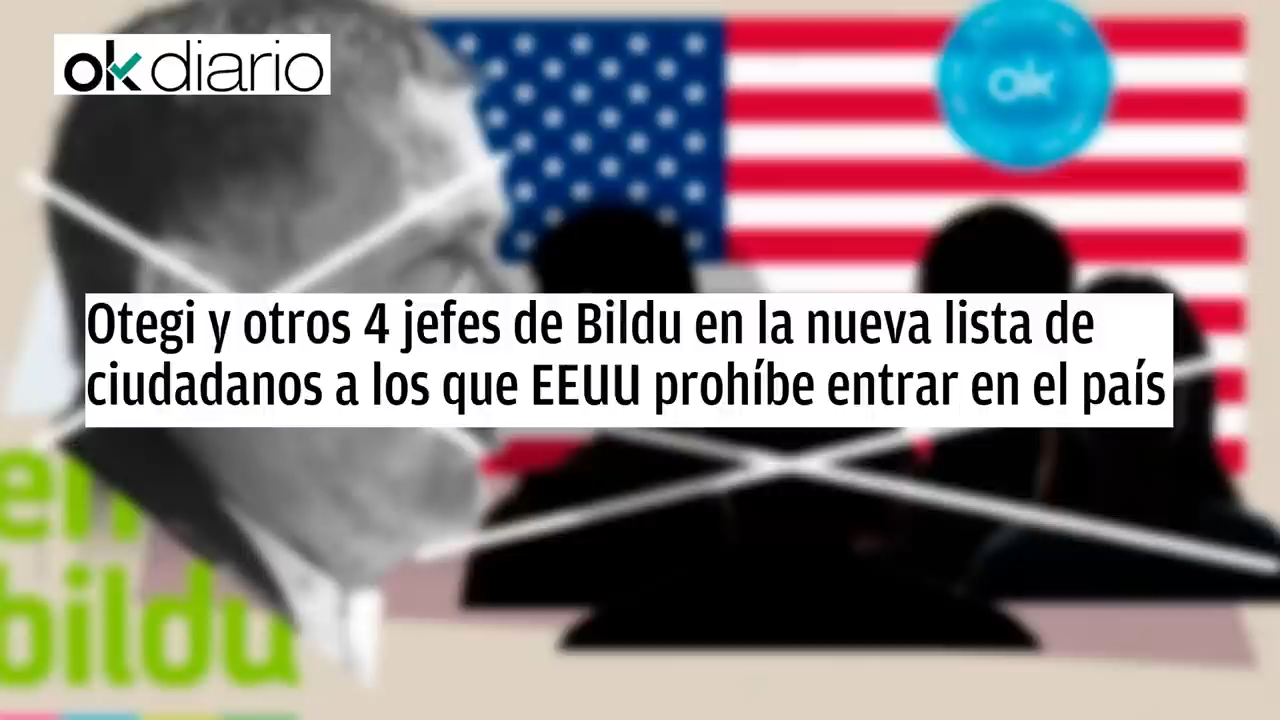 okdiario
ok
Otegi y otros 4 jefes de Bildu en la nueva lista de
ciudadanos a los que EEUU prohíbe entrar en el país
en
bildu